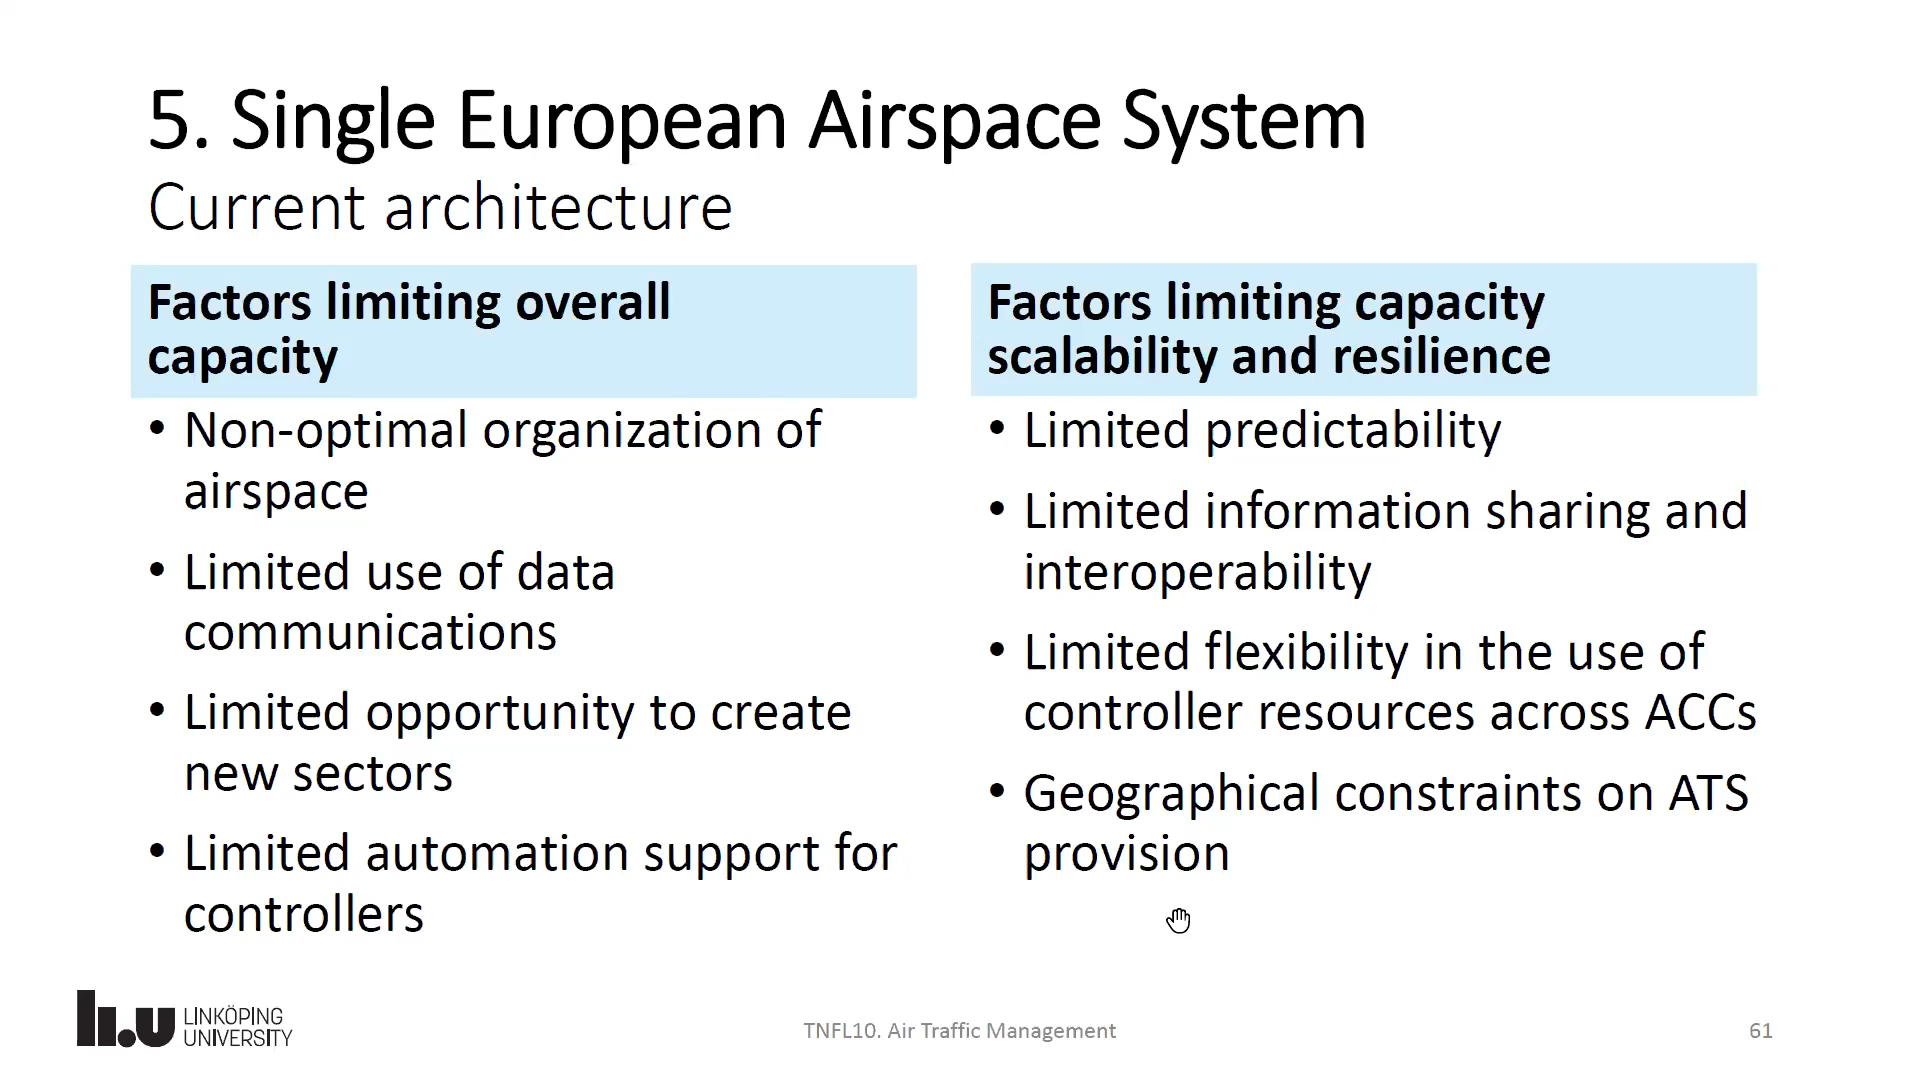 5. Single European Airspace System
Current architecture
Factors limiting overall
capacity
• Non-optimal organization of
airspace
• Limited use of data
communications
• Limited opportunity to create
new sectors
• Limited automation support for
controllers
Factors limiting capacity
scalability and resilience
• Limited predictability
• Limited information sharing and
interoperability
• Limited flexibility in the use of
controller resources across ACCs
• Geographical constraints on ATS
provision
LINKÖPING
UNIVERSITY
TNFL10. Air Traffic Management
61